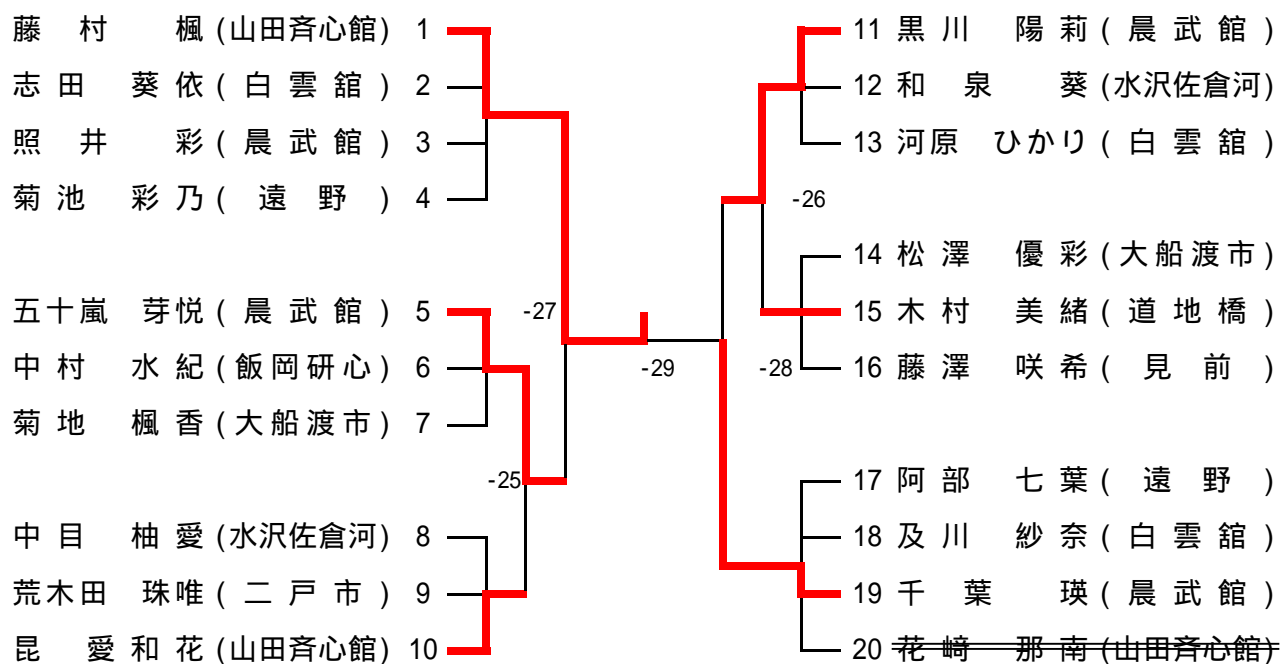 藤村 楓 (山田斉心館) 1
志田 葵依 (白雲舘) 2
照井 彩 (晨武館) 3
菊池 彩乃 (遠野) 4
五十嵐 芽悦 (晨武館) 5
中村 水紀 (飯岡研心) 6
菊地 楓香 (大船渡市) 7
中目 柚愛 (水沢佐倉河) 8
荒木田 珠唯 (二戸市) 9
昆 愛和花 (山田斉心館) 10
-27
-25
-29
-26
-28
11 黒川 陽莉 (晨武館)
12 和泉 葵 (水沢佐倉河)
13 河原 ひかり (白雲舘)
14 松澤 優彩 (大船渡市)
15 木村 美緒 (道地橋)
16 藤澤 咲希 (見前)
17 阿部 七葉 (遠野)
18 及川 紗奈 (白雲舘)
19 千葉 瑛 (晨武館)
20 花﨑 那南 (山田斉心館)